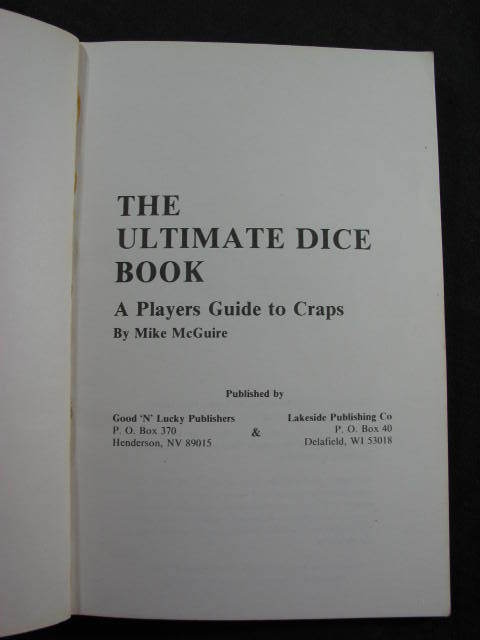 THE
ULTIMATE DICE
BOOK
A Players Guide to Craps
By Mike McGuire
Published by
Good 'N' Lucky Publishers
P. O. Box 370
Henderson, NV 89015
&
Lakeside Publishing Co
P. O. Box 40
Delafield, WI 53018